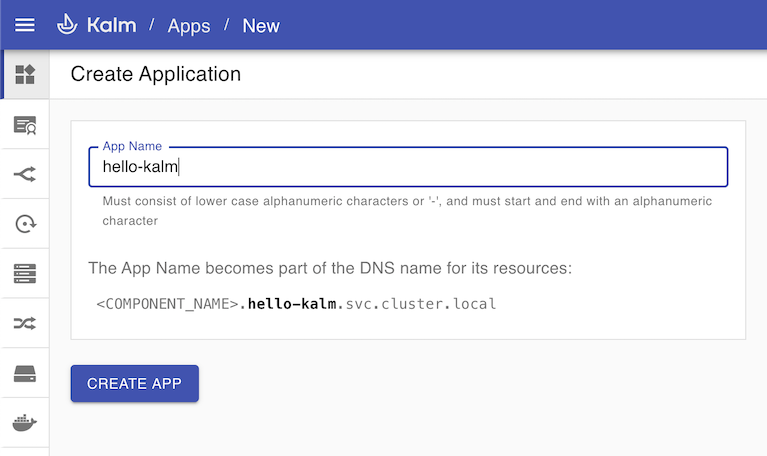 Kalm / Apps / New
Create Application
App Name
hello-kalm
Must consist of lower case alphanumeric characters or '-', and must start and end with an alphanumeric
character
The App Name becomes part of the DNS name for its resources:
<COMPONENT_NAME>.hello-kalm.svc.cluster.local
CREATE APP